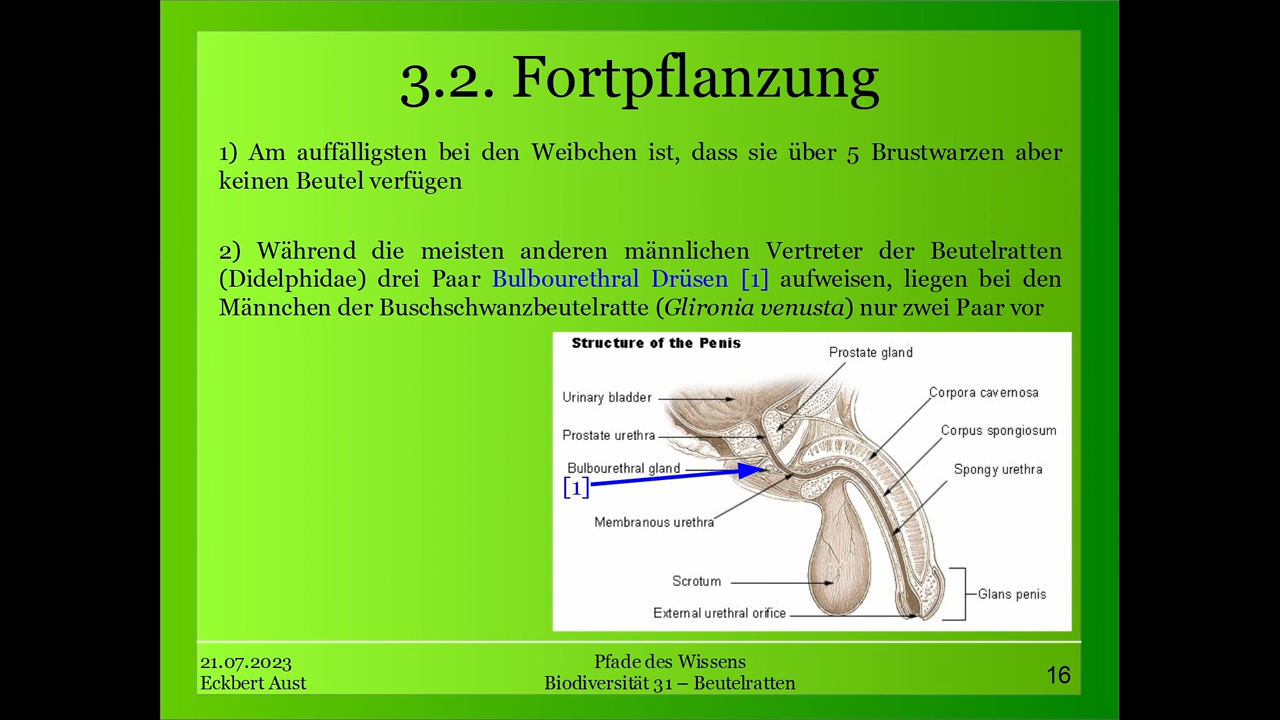 3.2. Fortpflanzung
1) Am auffälligsten bei den Weibchen ist, dass sie über 5 Brustwarzen aber
keinen Beutel verfügen
2) Während die meisten anderen männlichen Vertreter der Beutelratten
(Didelphidae) drei Paar Bulbourethral Drüsen [1] aufweisen, liegen bei den
Männchen der Buschschwanzbeutelratte (Glironia venusta) nur zwei Paar vor
Structure of the Penis
Prostate gland
Urinary bladder
Corpora cavernosa
Prostate urethra
Corpus spongiosum
Bulbourethral gland
Spongy urethra
[1]
Membranous urethra
Scrotum
Glans penis
External urethral orifice
21.07.2023
Eckbert Aust
Pfade des Wissens
Biodiversität 31 – Beutelratten
16